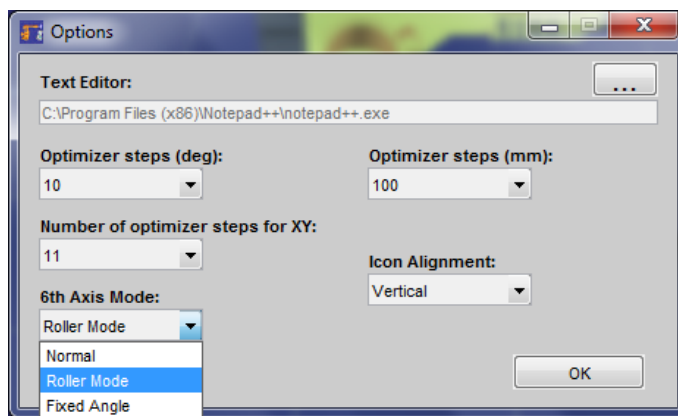 Options
Text Editor:
...
C:\Program Files (x86)\Notepad++\notepad++.exe
Optimizer steps (deg):
Optimizer steps (mm):
10
100
Number of optimizer steps for XY:
11
Icon Alignment:
Vertical
6th Axis Mode:
Roller Mode
Normal
Roller Mode
Fixed Angle
OK